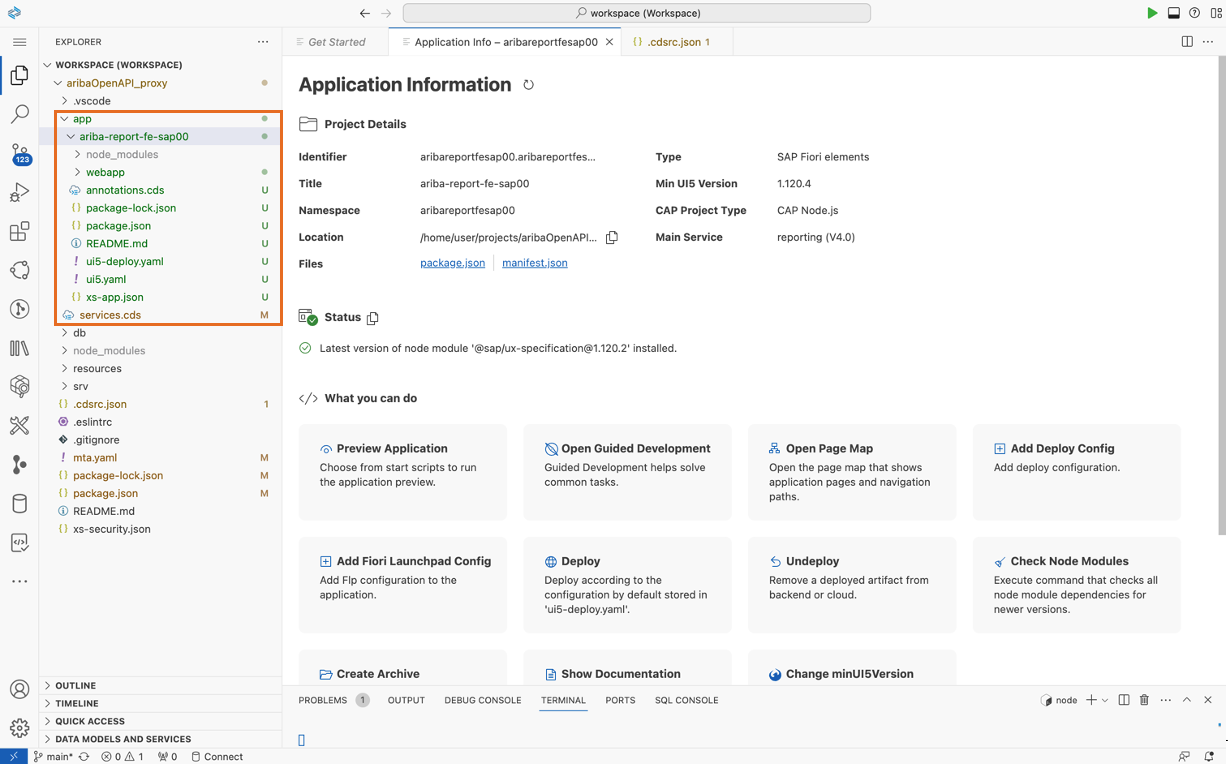 workspace (Workspace)
EXPLORER
Get Started
Application Info – aribareportfesap00
.cdsrc.json 1
WORKSPACE (WORKSPACE)
aribaOpenAPI_proxy
.vscode
app
ariba-report-fe-sap00
node_modules
webapp
annotations.cds U
package-lock.json U
package.json U
README.md U
ui5-deploy.yaml U
ui5.yaml U
xs-app.json U
services.cds M
db
node_modules
resources
srv
.cdsrc.json 1
.eslintrc
.gitignore
mta.yaml M
package-lock.json M
package.json M
README.md
xs-security.json
123
OUTLINE
TIMELINE
QUICK ACCESS
DATA MODELS AND SERVICES
Application Information
Project Details
Identifier aribareportfesap00.aribareportfes...
Type SAP Fiori elements
Title ariba-report-fe-sap00
Min UI5 Version 1.120.4
Namespace aribareportfesap00
CAP Project Type CAP Node.js
Location /home/user/projects/aribaOpenAPI...
Main Service reporting (V4.0)
Files package.json manifest.json
Status
Latest version of node module '@sap/ux-specification@1.120.2' installed.
What you can do
Preview Application
Choose from start scripts to run
the application preview.
Open Guided Development
Guided Development helps solve
common tasks.
Open Page Map
Open the page map that shows
application pages and navigation
paths.
Add Deploy Config
Add deploy configuration.
Add Fiori Launchpad Config
Add Flp configuration to the
application.
Deploy
Deploy according to the
configuration by default stored in
'ui5-deploy.yaml'.
Undeploy
Remove a deployed artifact from
backend or cloud.
Check Node Modules
Execute command that checks all
node module dependencies for
newer versions.
Create Archive
Show Documentation
Change minUI5Version
PROBLEMS 1 OUTPUT DEBUG CONSOLE TERMINAL PORTS SQL CONSOLE
node
main* 0 1 0 Connect